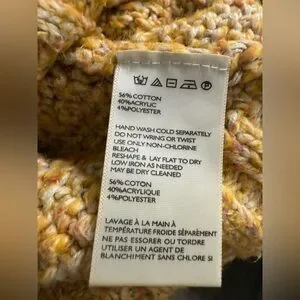 56% COTTON
40% ACRYLIC
4% POLYESTER
HAND WASH COLD SEPARATELY
DO NOT WRING OR TWIST
USE ONLY NON-CHLORINE
BLEACH
RESHAPE & LAY FLAT TO DRY
LOW IRON AS NEEDED
MAY BE DRY CLEANED
56% COTON
40% ACRYLIQUE
4% POLYESTER
LAVAGE À LA MAIN À
TEMPÉRATURE FROIDE SÉPARÉMENT
NE PAS ESSORER OU TORDRE
UTILISER UN AGENT DE
BLANCHIMENT SANS CHLORE SI